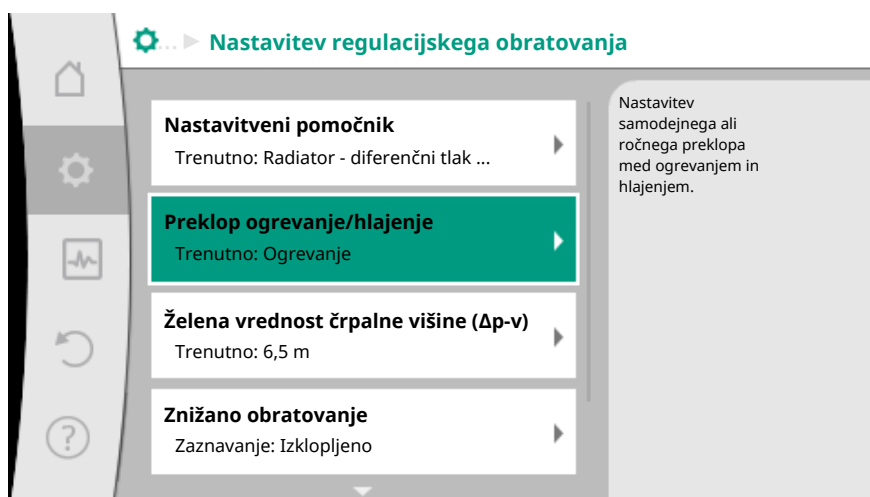 ... Nastavitev regulacijskega obratovanja
Nastavitveni pomočnik
Trenutno: Radiator - diferenčni tlak ...
Preklop ogrevanje/hlajenje
Trenutno: Ogrevanje
Želena vrednost črpalne višine (Δp-v)
Trenutno: 6,5 m
Znižano obratovanje
Zaznavanje: Izklopljeno
Nastavitev
samodejnega ali
ročnega preklopa
med ogrevanjem in
hlajenjem.
?